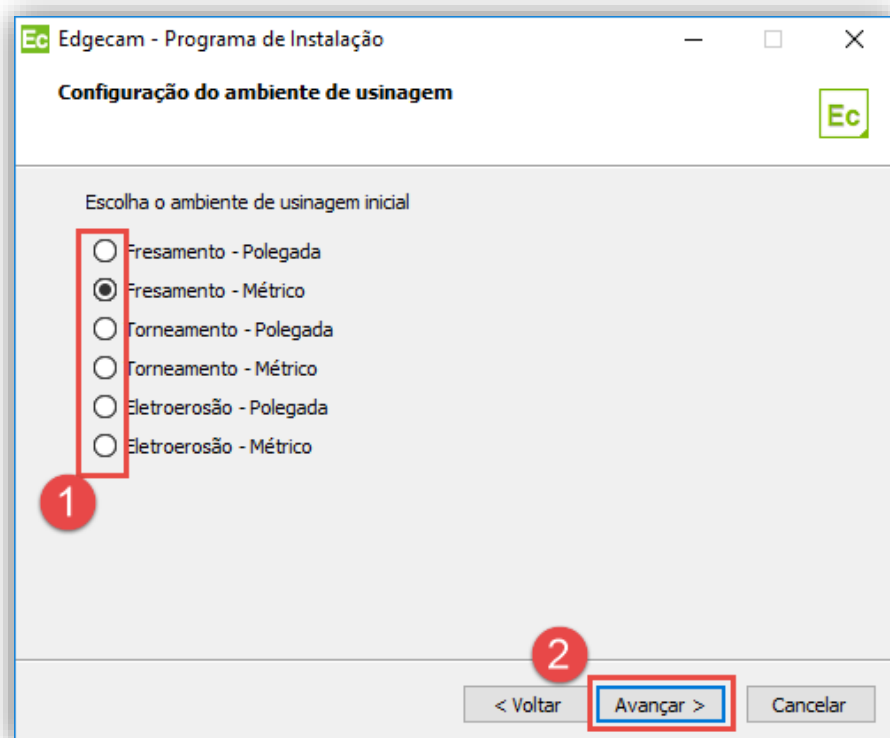 Ec Edgecam - Programa de Instalação
Configuração do ambiente de usinagem
Ec
Escolha o ambiente de usinagem inicial
Fresamento - Polegada
Fresamento - Métrico
Torneamento - Polegada
Torneamento - Métrico
Eletroerosão - Polegada
Eletroerosão - Métrico
1
2
< Voltar Avançar > Cancelar